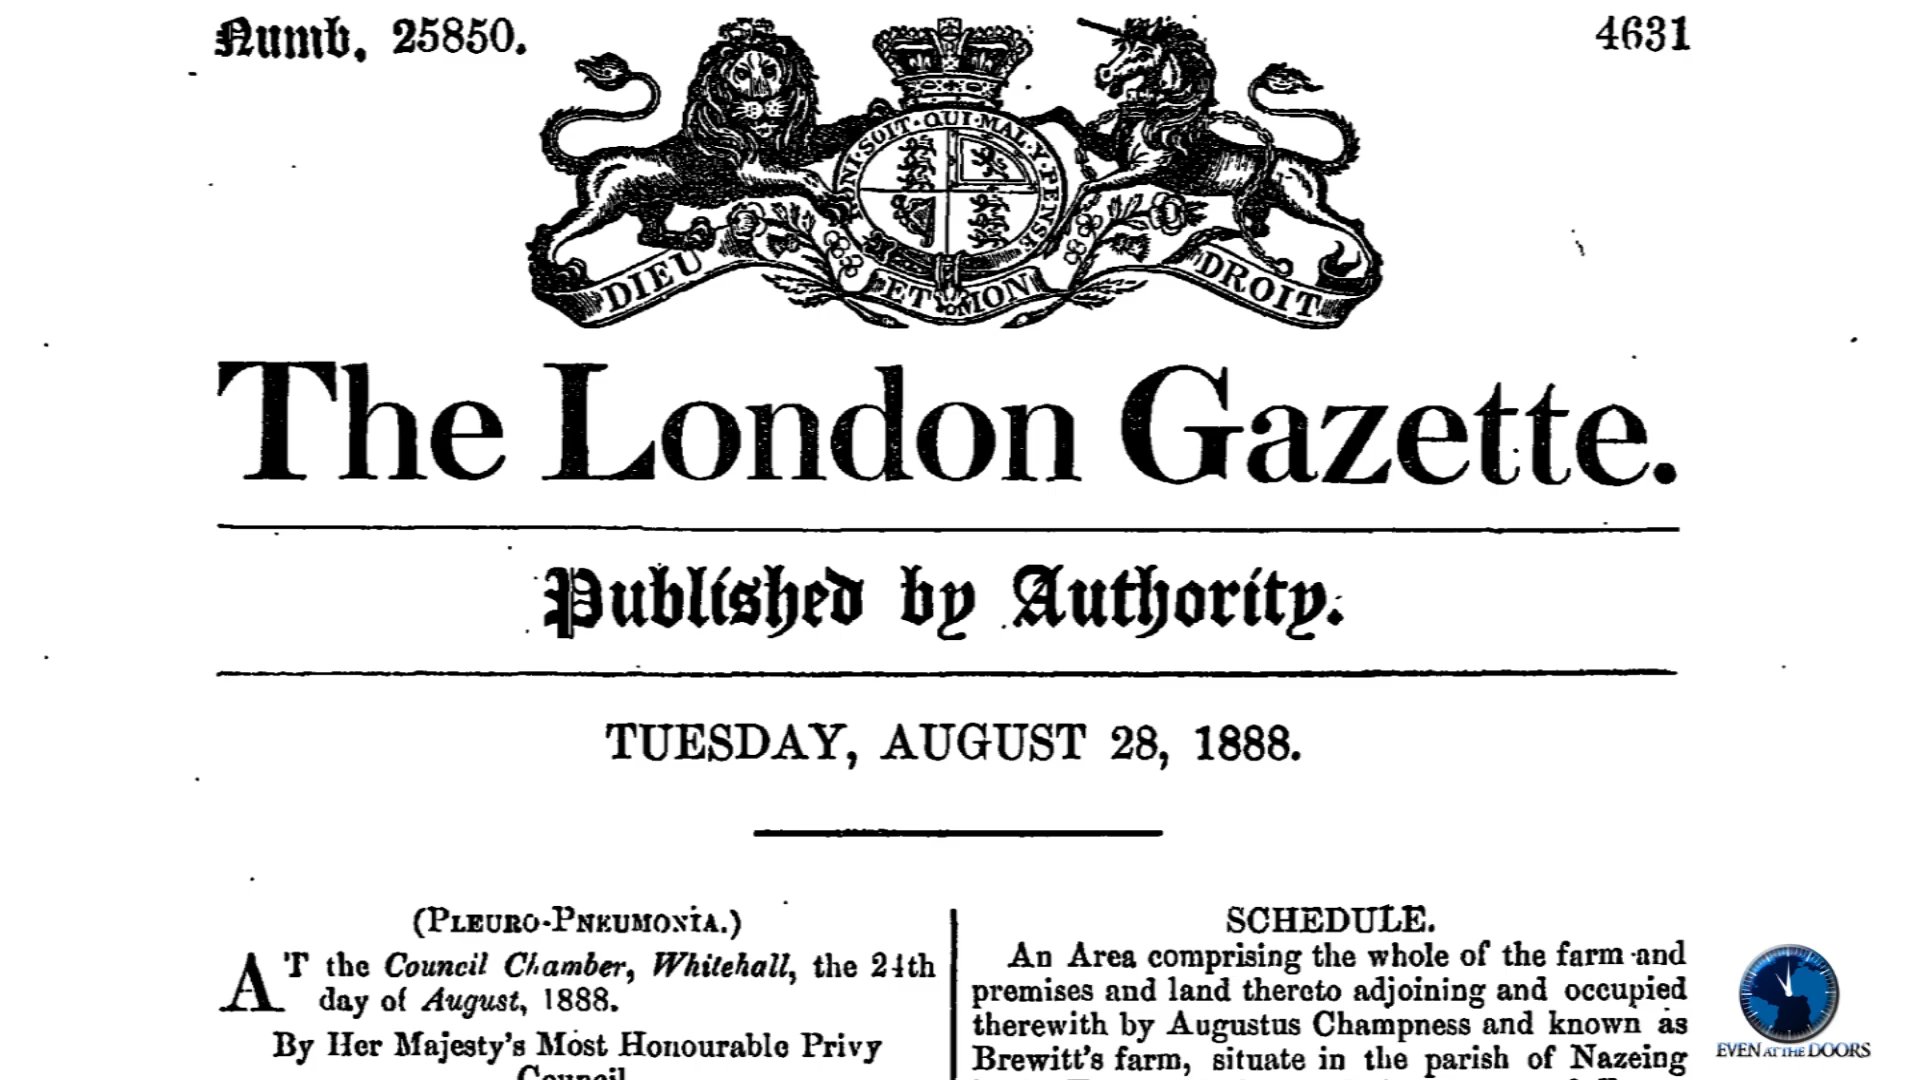 Numb, 25850.
4631
HONI·SOIT·QUI·MAL·Y·PENSE
DIEU ET MON DROIT
The London Gazette.
Published by Authority.
TUESDAY, AUGUST 28, 1888.
(PLEURO-PNEUMONIA.)
AT the Council Chamber, Whitehall, the 24th
day of August, 1888.
By Her Majesty's Most Honourable Privy
Council
SCHEDULE.
An Area comprising the whole of the farm and
premises and land thereto adjoining and occupied
therewith by Augustus Champness and known as
Brewitt's farm, situate in the parish of Nazeing
EVEN AT THE DOORS